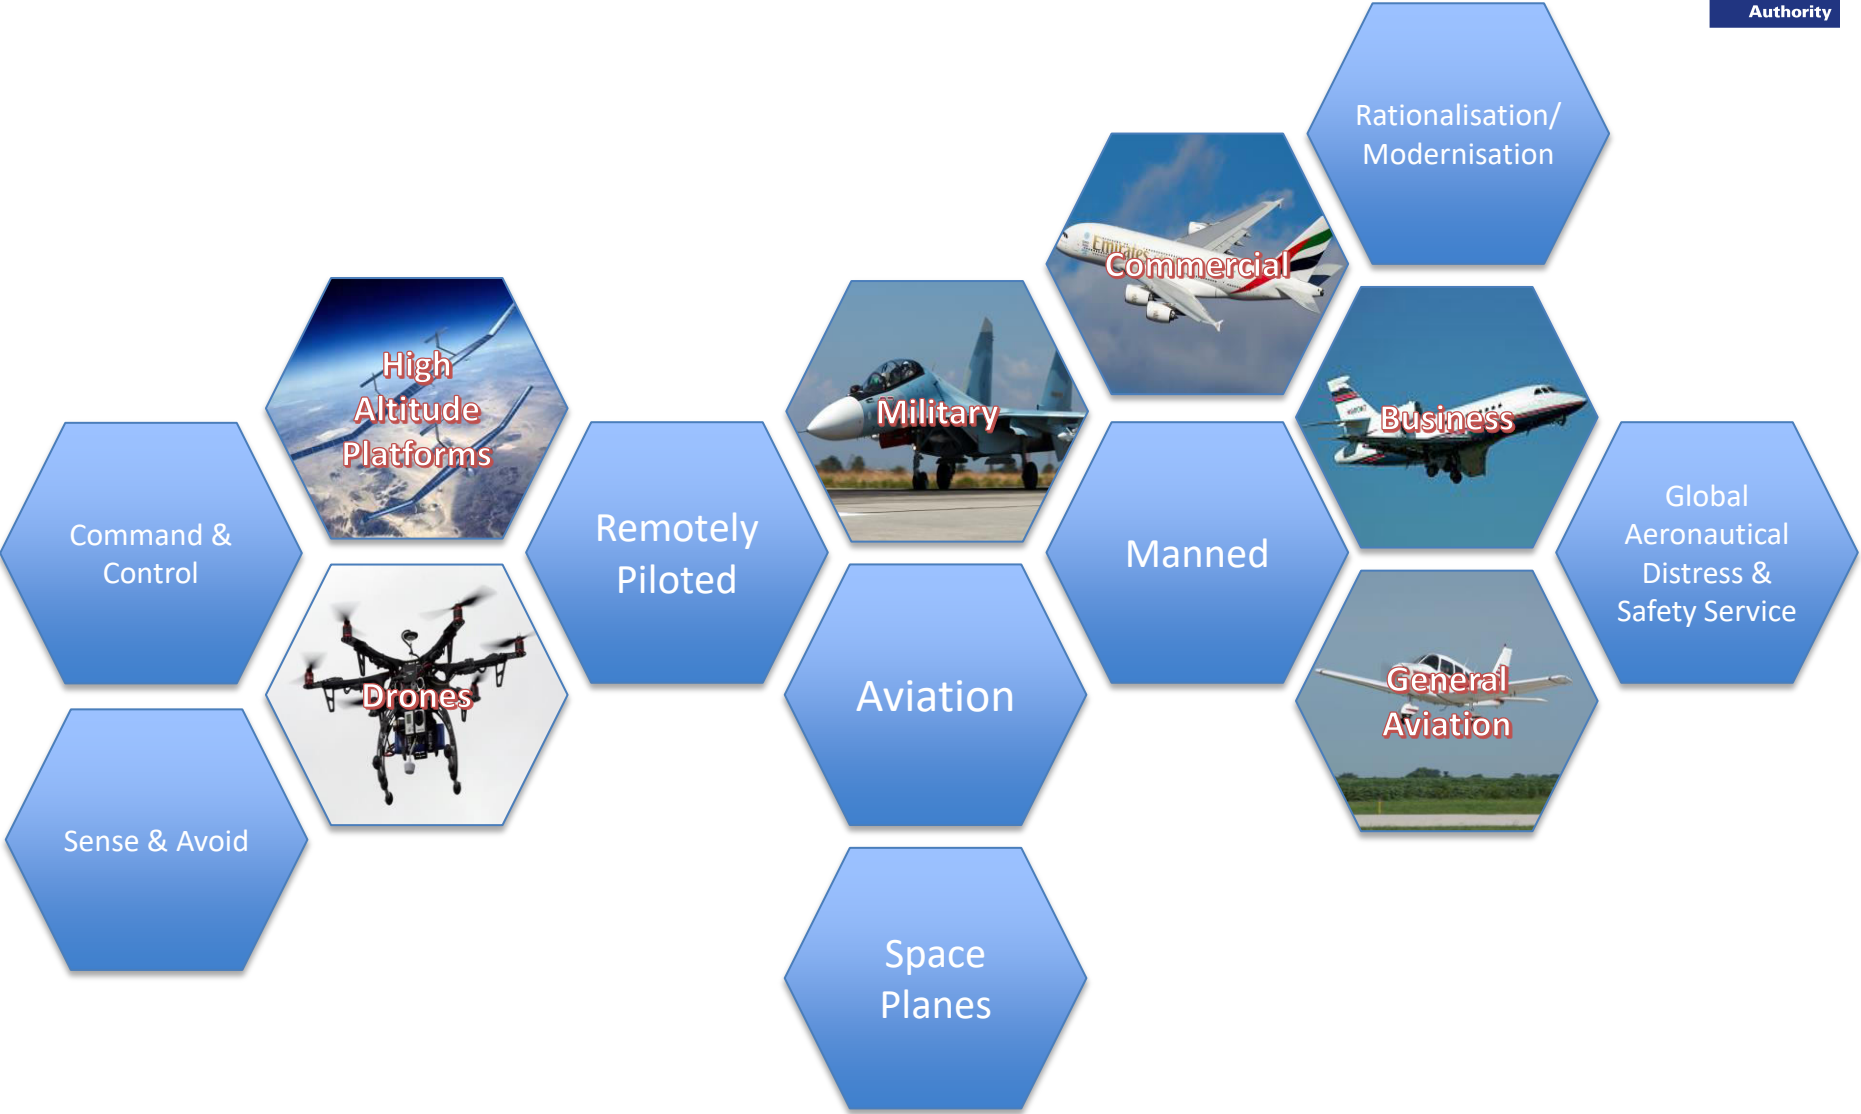 Authority
Rationalisation/
Modernisation
Emirates
Commercial
High
Altitude
Platforms
Military
Business
Command &
Control
Remotely
Piloted
Manned
Global
Aeronautical
Distress &
Safety Service
Drones
Aviation
General
Aviation
Sense & Avoid
Space
Planes